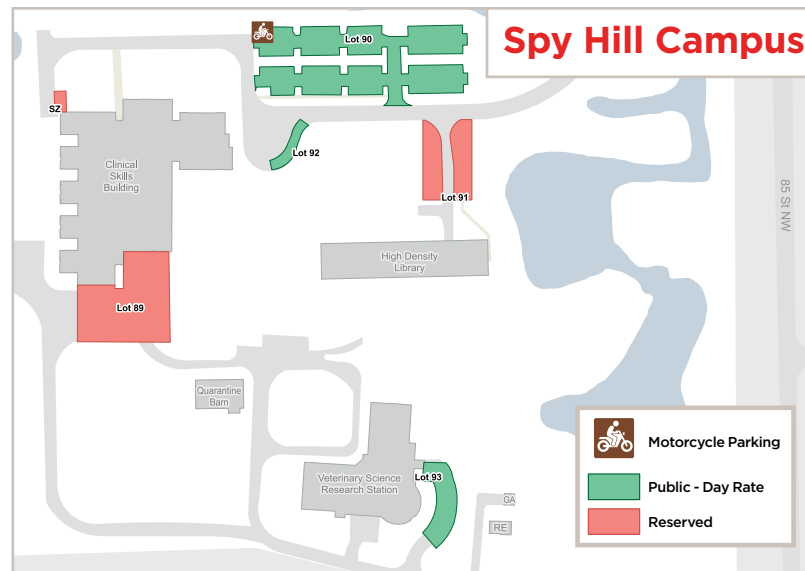 Spy Hill Campus
Lot 90
SZ
Lot 92
Clinical
Skills
Building
Lot 91
85 St NW
High Density
Library
Lot 89
Quarantine
Barn
Veterinary Science
Research Station
Lot 93
GA
RE
Motorcycle Parking
Public - Day Rate
Reserved